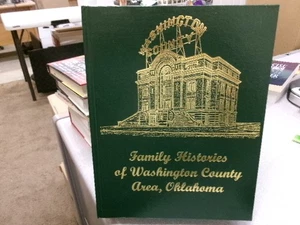 WASHINGTON
COUNTY
Family Histories
of Washington County
Area, Oklahoma